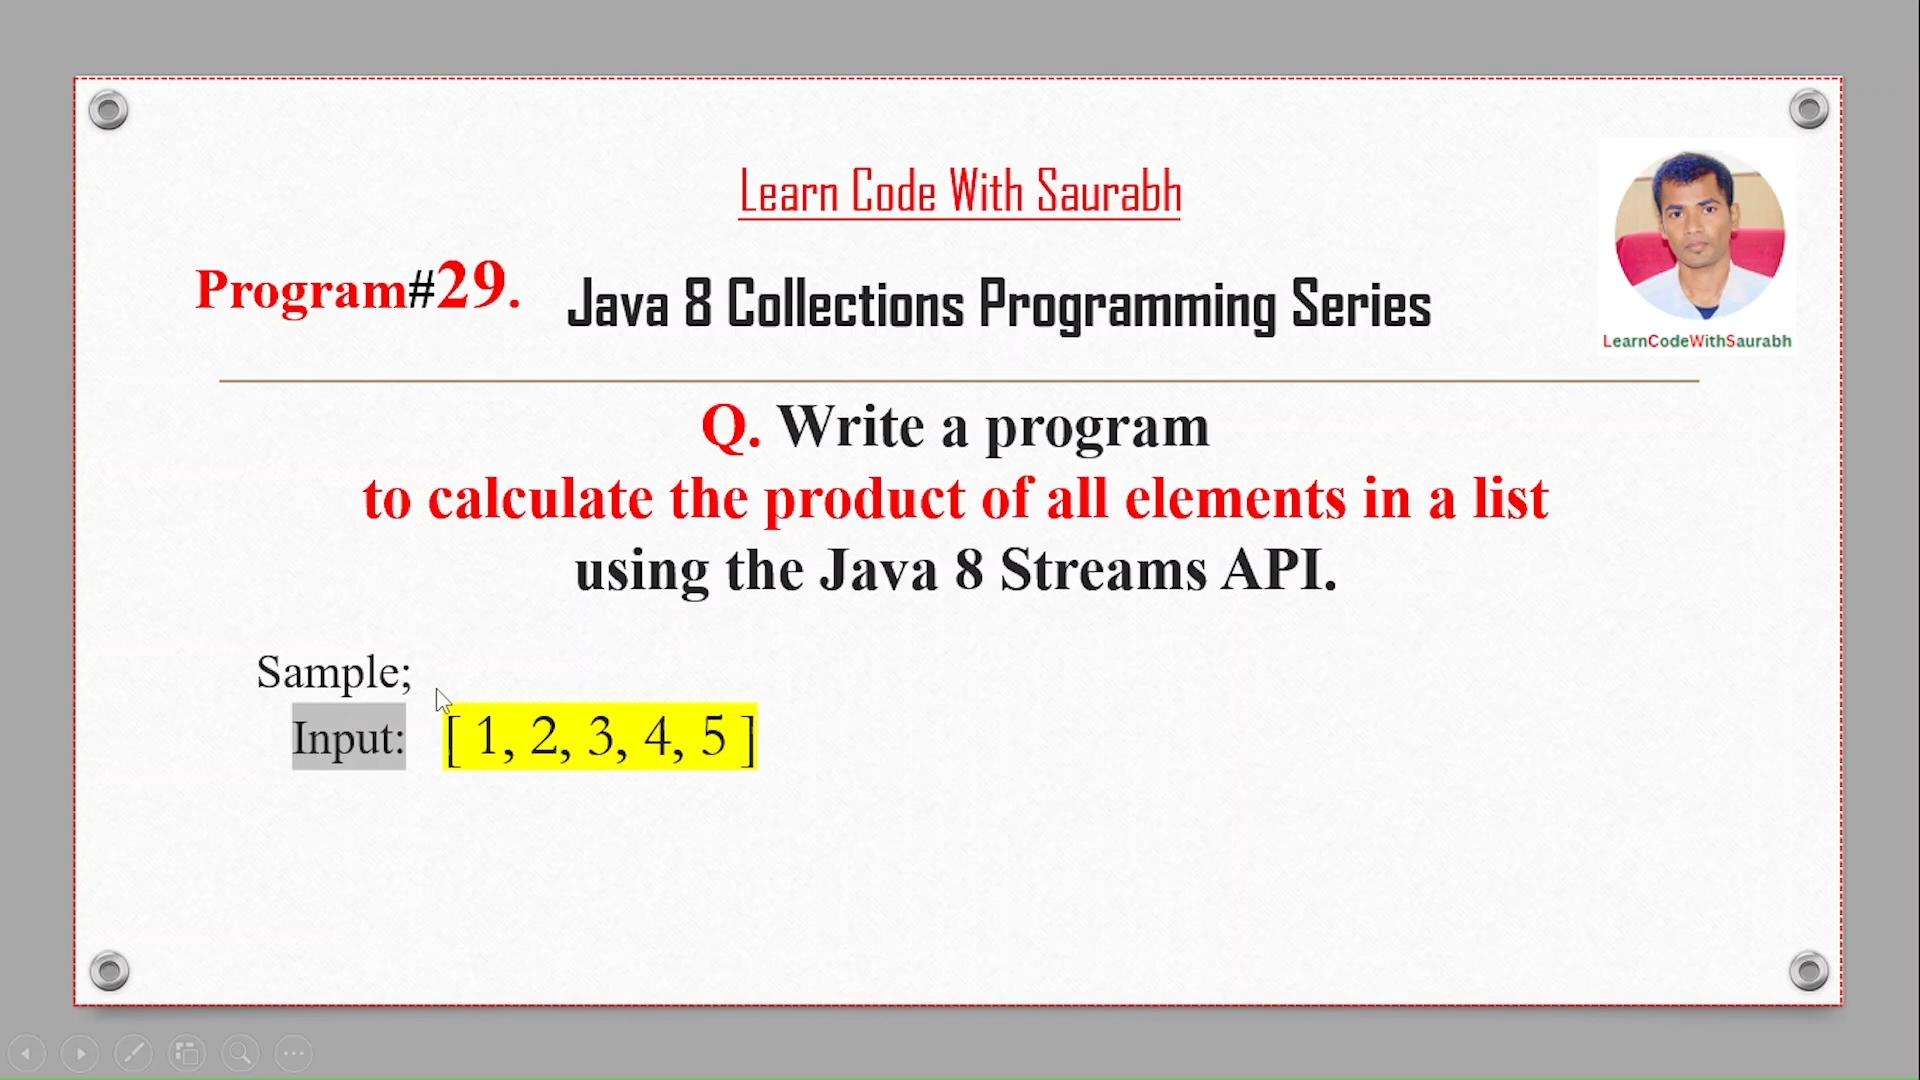 Learn Code With Saurabh
Program#29.
Java 8 Collections Programming Series
LearnCodeWithSaurabh
Q. Write a program
to calculate the product of all elements in a list
using the Java 8 Streams API.
Sample;
Input: [ 1, 2, 3, 4, 5 ]